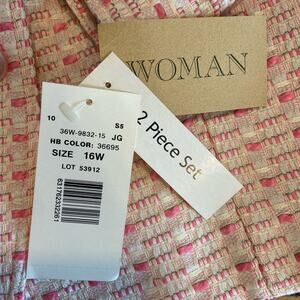 WOMAN
2 Piece Set
10 S5
36W-9832-15 JG
HB COLOR: 36695
SIZE 16W
LOT 53912